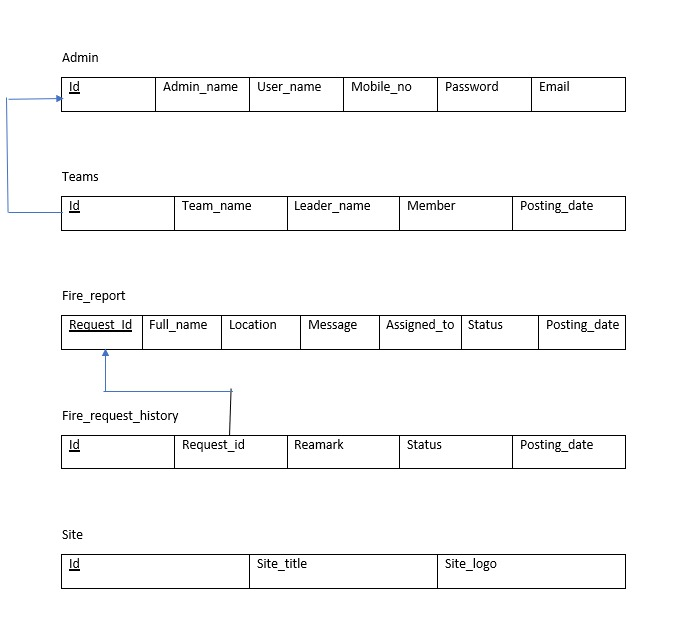 Admin
Id Admin_name User_name Mobile_no Password Email
Teams
Id Team_name Leader_name Member Posting_date
Fire_report
Request_Id Full_name Location Message Assigned_to Status Posting_date
Fire_request_history
Id Request_id Reamark Status Posting_date
Site
Id Site_title Site_logo